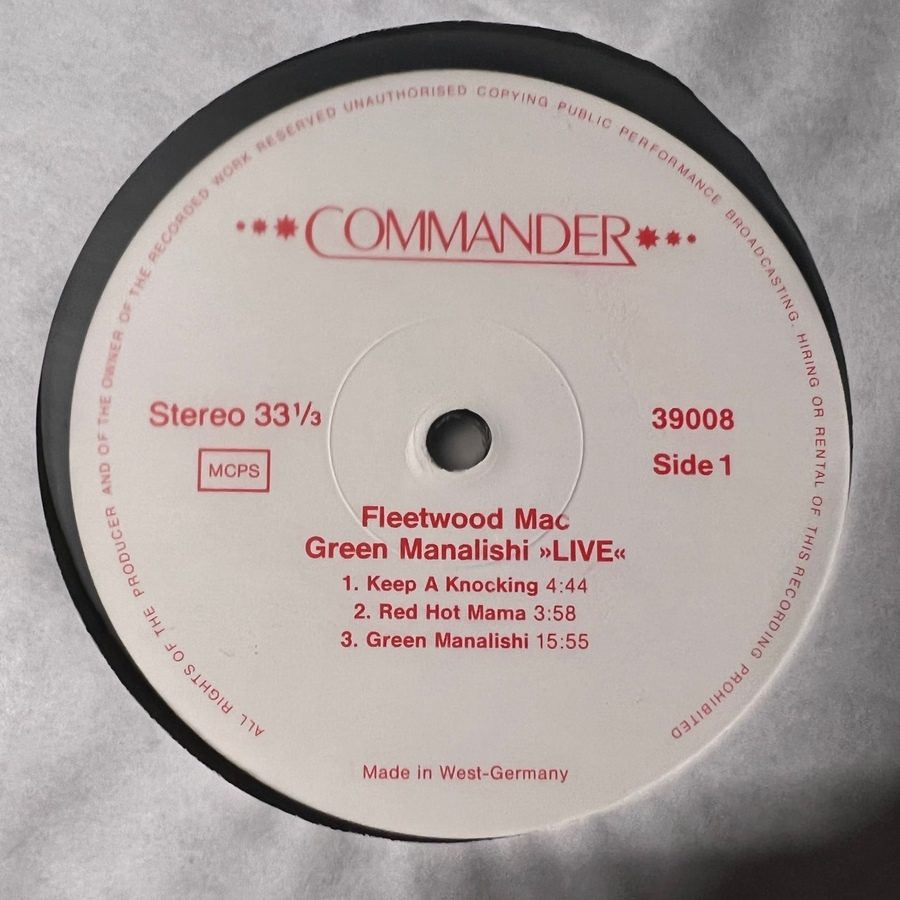 ALL RIGHTS OF THE PRODUCER AND OF THE OWNER OF THE RECORDED WORK RESERVED UNAUTHORISED COPYING PUBLIC PERFORMANCE BROADCASTING. HIRING OR RENTAL OF THIS RECORDING PROHIBITED
COMMANDER
Stereo 33⅓
39008
MCPS
Side 1
Fleetwood Mac
Green Manalishi »LIVE«
1. Keep A Knocking 4:44
2. Red Hot Mama 3:58
3. Green Manalishi 15:55
Made in West-Germany